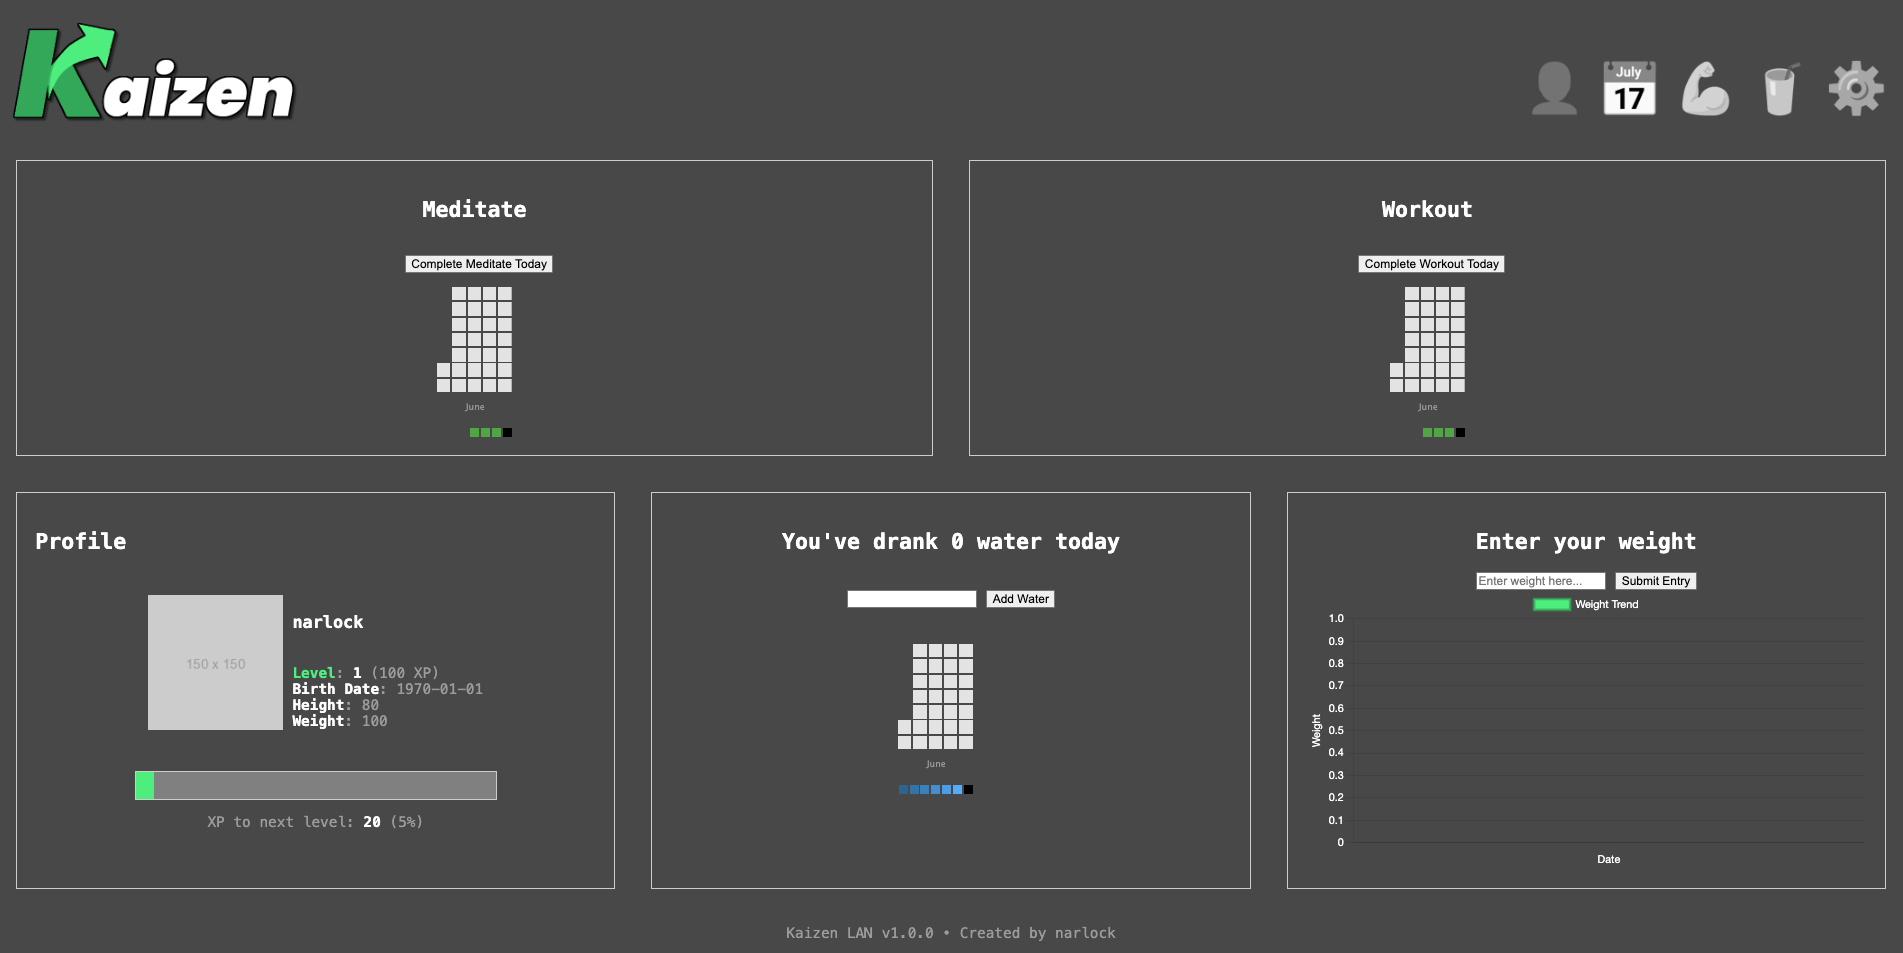 Kaizen
July
17
Meditate
Complete Meditate Today
June
Workout
Complete Workout Today
June
Profile
150 x 150
narlock
Level: 1 (100 XP)
Birth Date: 1970-01-01
Height: 80
Weight: 100
XP to next level: 20 (5%)
You've drank 0 water today
Add Water
June
Enter your weight
Enter weight here... Submit Entry
Weight Trend
1.0
0.9
0.8
0.7
0.6
0.5
0.4
0.3
0.2
0.1
0
Weight
Date
Kaizen LAN v1.0.0 • Created by narlock